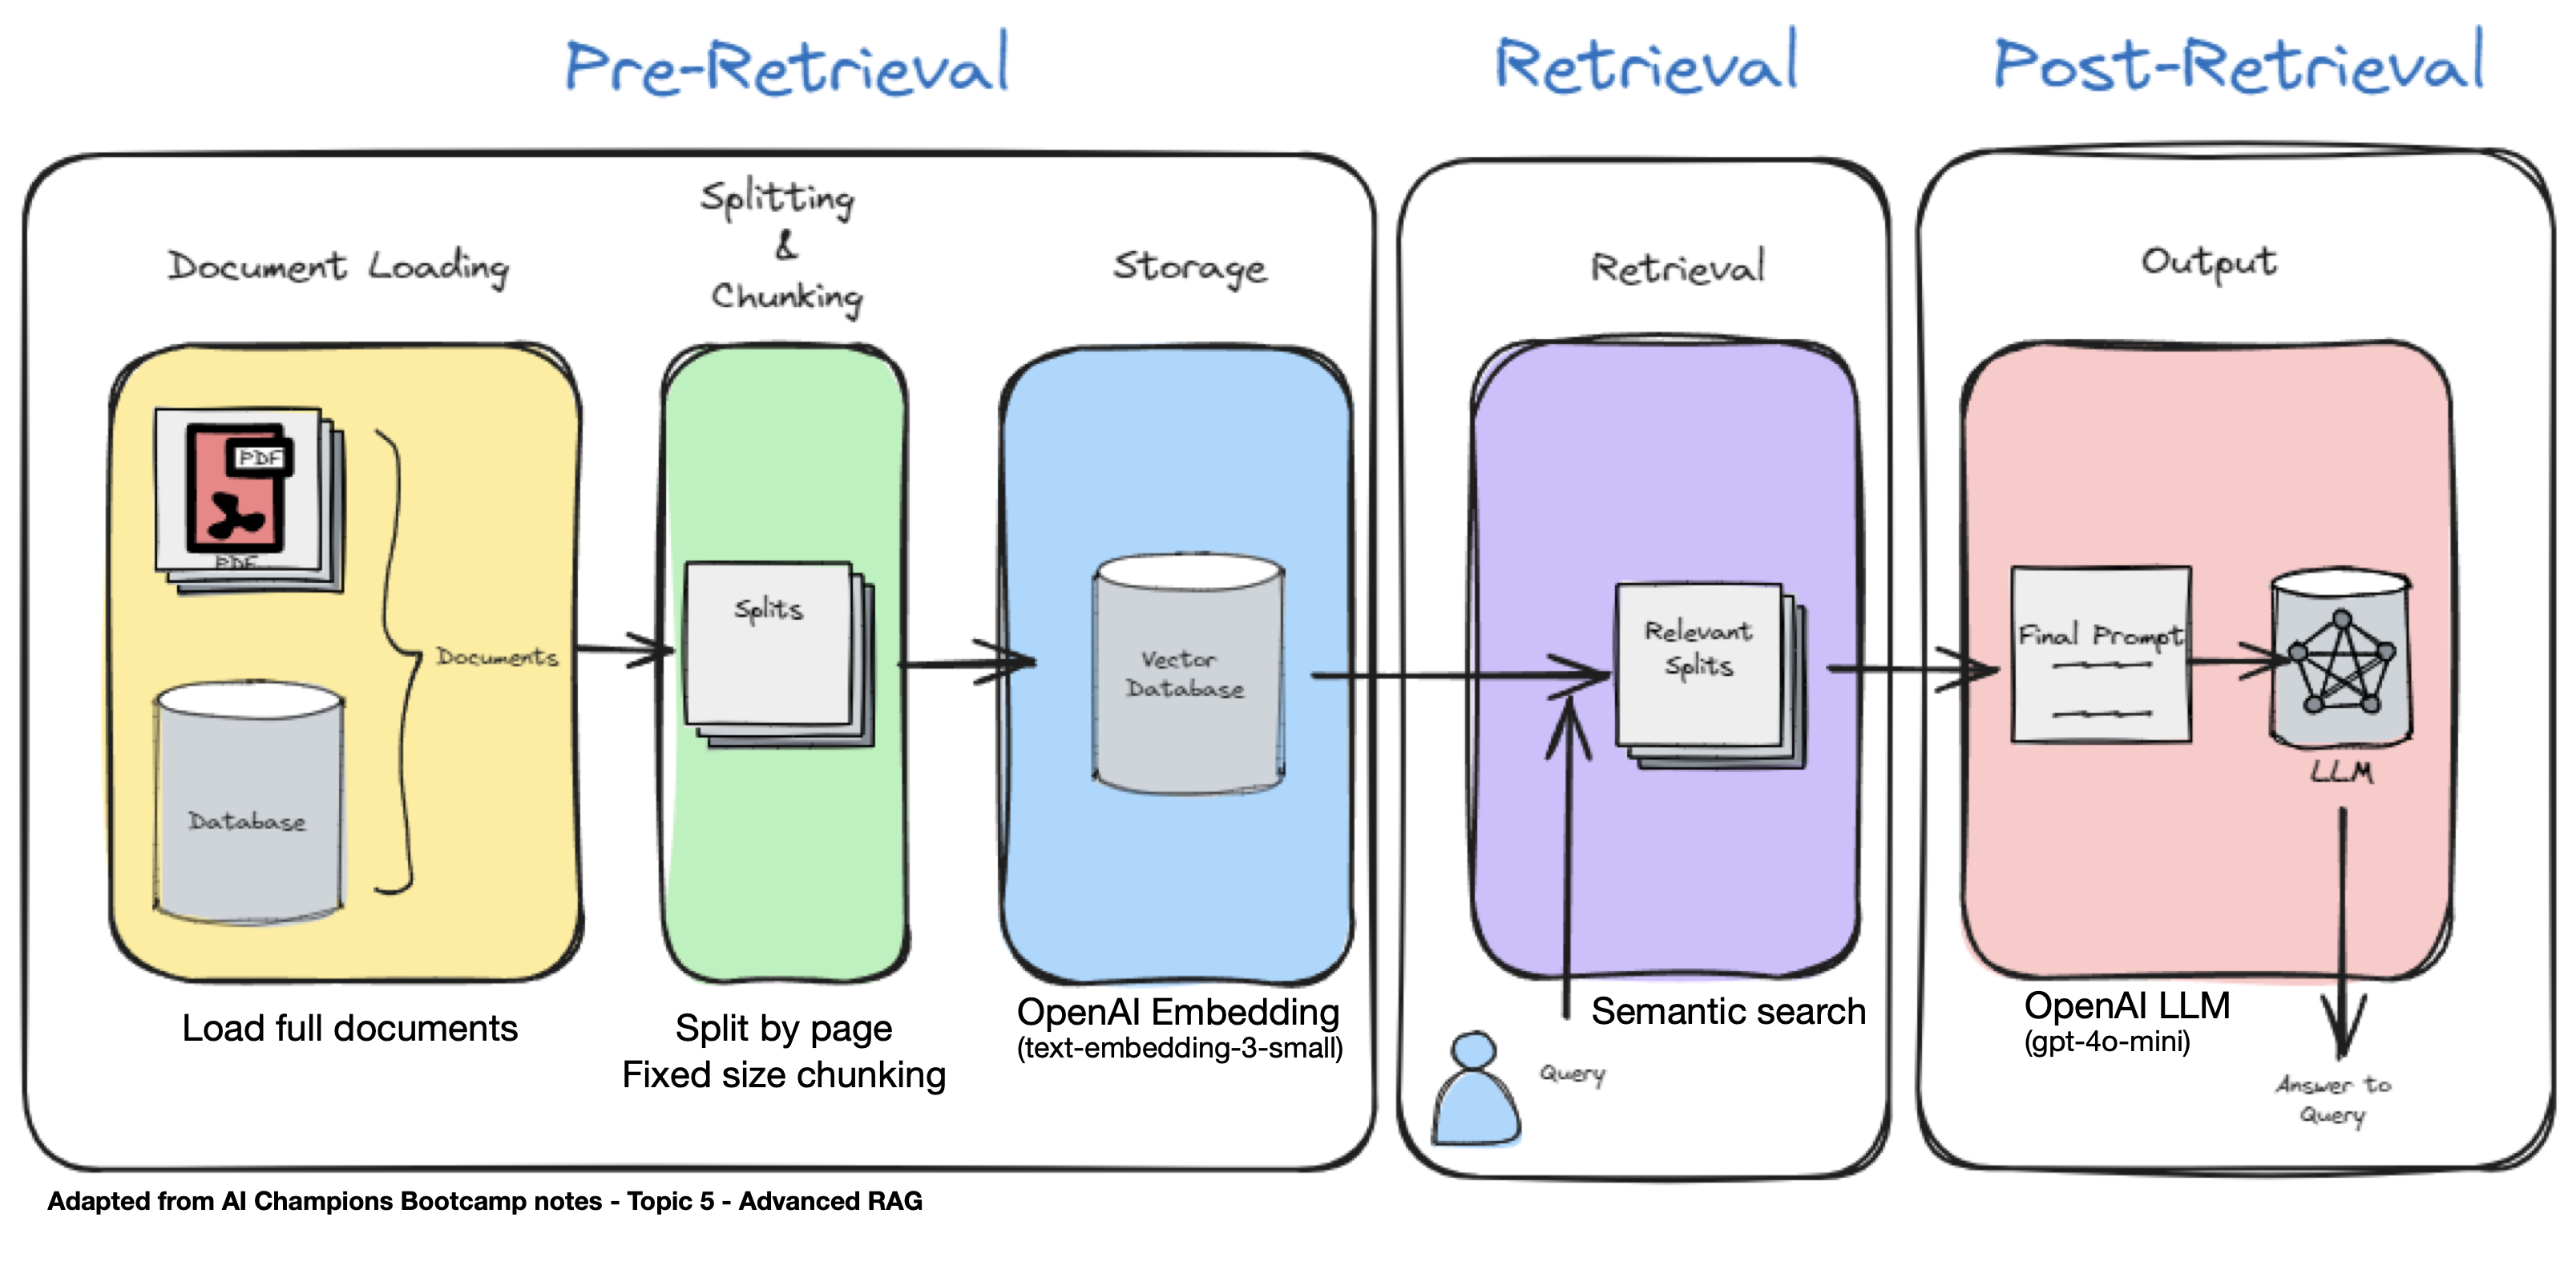 Pre-Retrieval
Retrieval
Post-Retrieval
Document Loading
Splitting
&
Chunking
Storage
Retrieval
Output
PDF
PDF
Documents
Database
Splits
Vector
Database
Relevant
Splits
Final Prompt
LLM
Load full documents
Split by page
Fixed size chunking
OpenAI Embedding
(text-embedding-3-small)
Semantic search
Query
OpenAI LLM
(gpt-4o-mini)
Answer to
Query
Adapted from AI Champions Bootcamp notes - Topic 5 - Advanced RAG